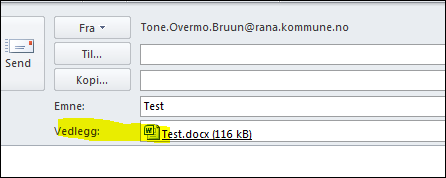 Fra Tone.Overmo.Bruun@rana.kommune.no
Send Til...
Kopi...
Emne: Test
Vedlegg: Test.docx (116 kB)